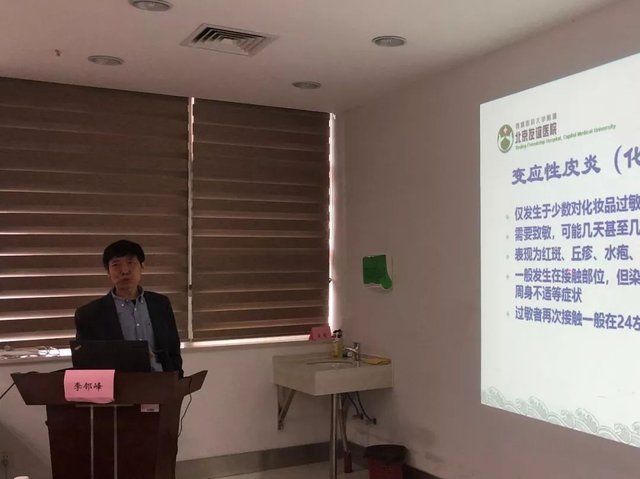 首都医科大学附属
北京友谊医院
Beijing Friendship Hospital, Capital Medical University
变应性皮炎（化
仅发生于少数对化妆品过敏
需要致敏，可能几天甚至几
表现为红斑、丘疹、水疱、
一般发生在接触部位，但染
周身不适等症状
过敏者再次接触一般在24
李邻峰